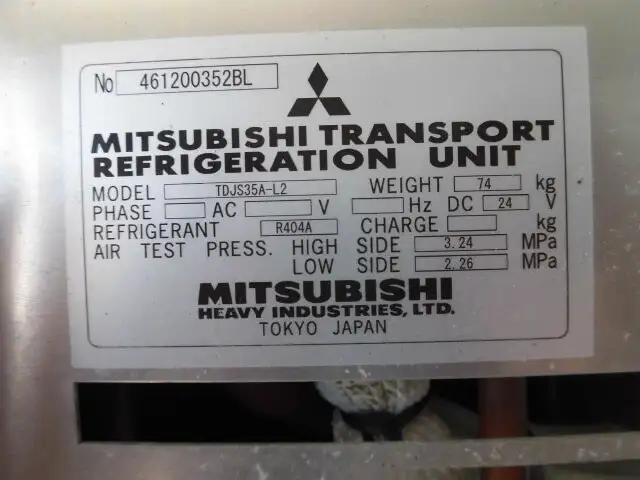 No 461200352BL
MITSUBISHI TRANSPORT
REFRIGERATION UNIT
MODEL TDJS35A-L2 WEIGHT 74 kg
PHASE AC V Hz DC 24 V
REFRIGERANT R404A CHARGE kg
AIR TEST PRESS. HIGH SIDE 3.24 MPa
LOW SIDE 2.26 MPa
MITSUBISHI
HEAVY INDUSTRIES, LTD.
TOKYO JAPAN